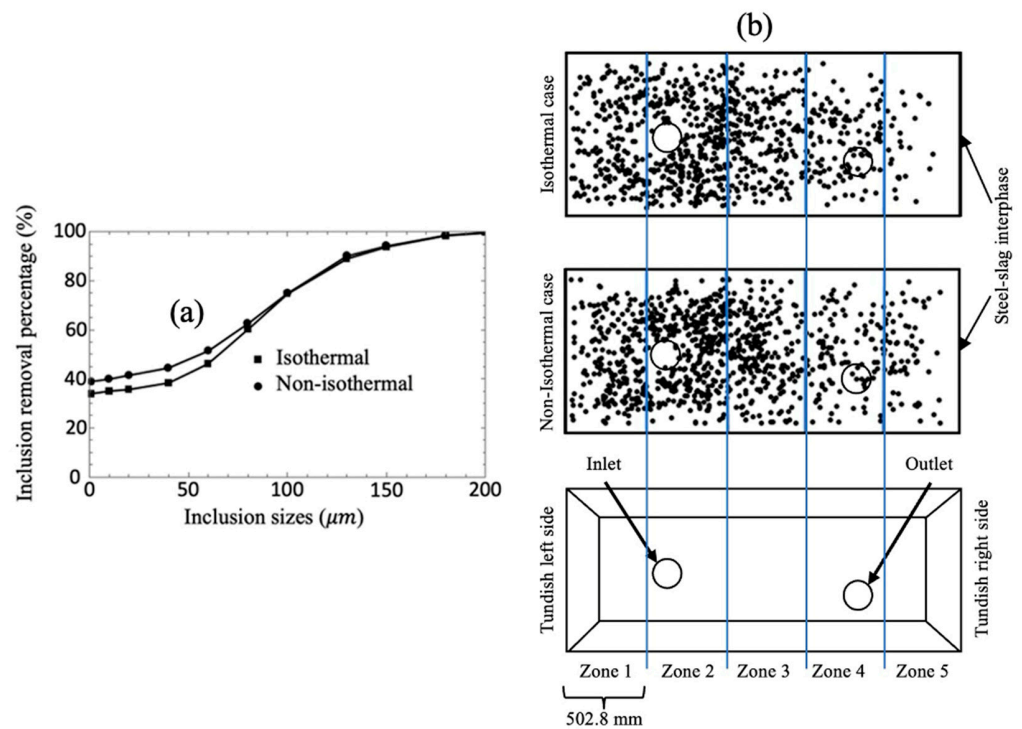 (a)
Inclusion removal percentage (%)
100
80
60
40
20
0
Isothermal
Non-isothermal
0 50 100 150 200
Inclusion sizes (μm)
(b)
Isothermal case
Non-Isothermal case
Steel-slag interphase
Inlet
Outlet
Tundish left side
Tundish right side
Zone 1 Zone 2 Zone 3 Zone 4 Zone 5
502.8 mm